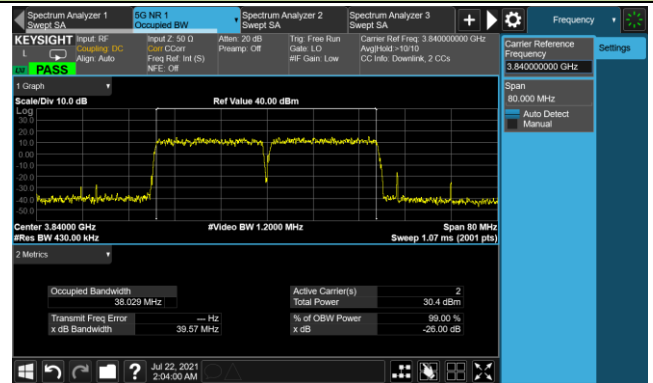 Spectrum Analyzer 1
Swept SA
5G NR 1
Occupied BW
Spectrum Analyzer 2
Swept SA
Spectrum Analyzer 3
Swept SA
Frequency
KEYSIGHT
L
PASS
Input: RF
Coupling: DC
Align: Auto
Input Z: 50 Ω
Corr CCorr
Freq Ref: Int (S)
NFE: Off
Atten: 20 dB
Preamp: Off
Trig: Free Run
Gate: LO
#IF Gain: Low
Carrier Ref Freq: 3.840000000 GHz
Avg|Hold:>10/10
CC Info: Downlink, 2 CCs
Carrier Reference
Frequency
3.840000000 GHz
Settings
Span
80.000 MHz
Auto Detect
Manual
1 Graph
Scale/Div 10.0 dB
Ref Value 40.00 dBm
Log
30.0
20.0
10.0
0.00
-10.0
-20.0
-30.0
-40.0
-50.0
Center 3.84000 GHz
#Video BW 1.2000 MHz
Span 80 MHz
#Res BW 430.00 kHz
Sweep 1.07 ms (2001 pts)
2 Metrics
Occupied Bandwidth
38.029 MHz
Active Carrier(s)
2
Total Power
30.4 dBm
Transmit Freq Error
--- Hz
x dB Bandwidth
39.57 MHz
% of OBW Power
99.00 %
x dB
-26.00 dB
?
Jul 22, 2021
2:04:00 AM